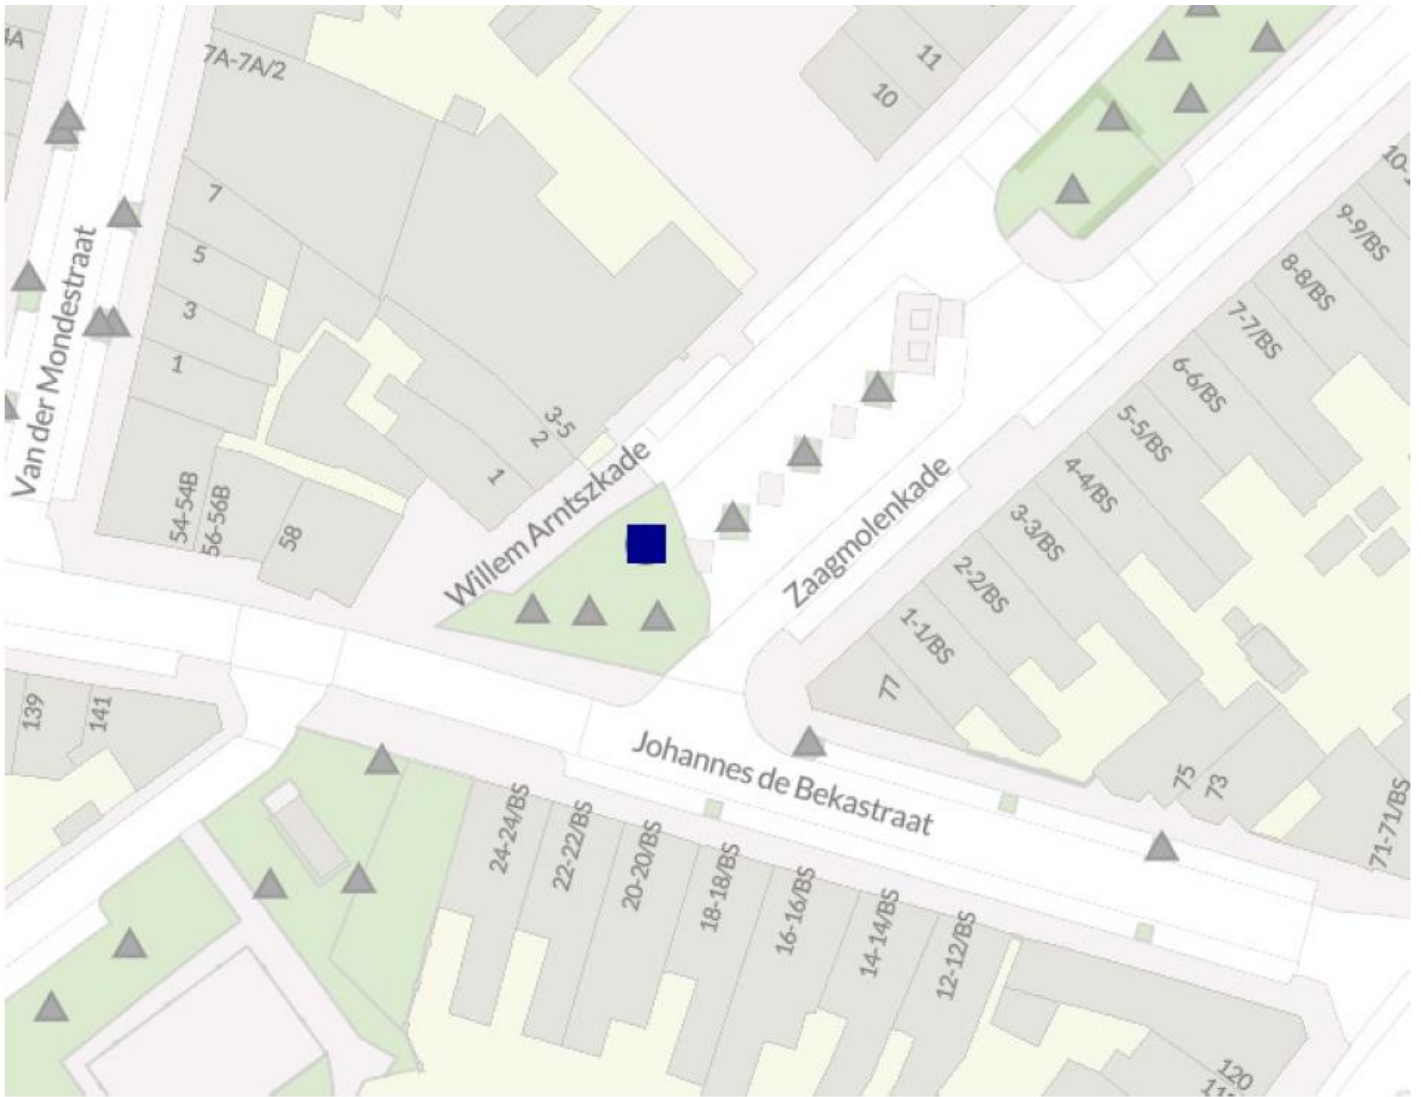 4A
7A-7A/2
11
10
7
5
3
1
Van der Mondestraat
54-54B
56-56B
58
3-5
2
1
Willem Arntszkade
Zaagmolenkade
9-9/BS
8-8/BS
7-7/BS
6-6/BS
5-5/BS
4-4/BS
3-3/BS
2-2/BS
1-1/BS
77
75
73
71-71/BS
139
141
Johannes de Bekastraat
24-24/BS
22-22/BS
20-20/BS
18-18/BS
16-16/BS
14-14/BS
12-12/BS
120